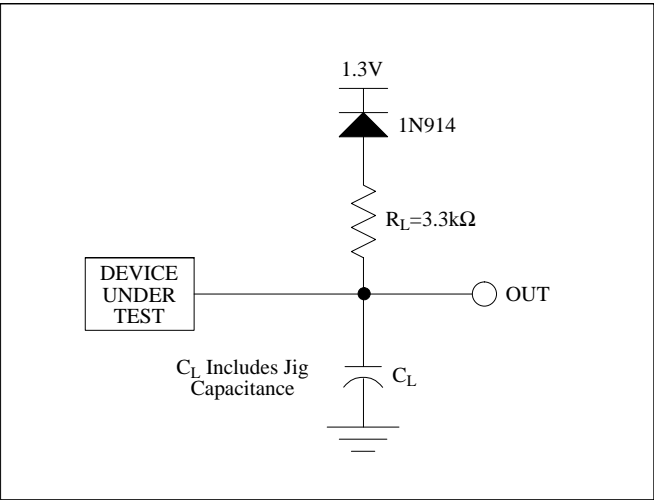 1.3V
1N914
R_L=3.3kΩ
DEVICE
UNDER
TEST
OUT
C_L Includes Jig
Capacitance
C_L